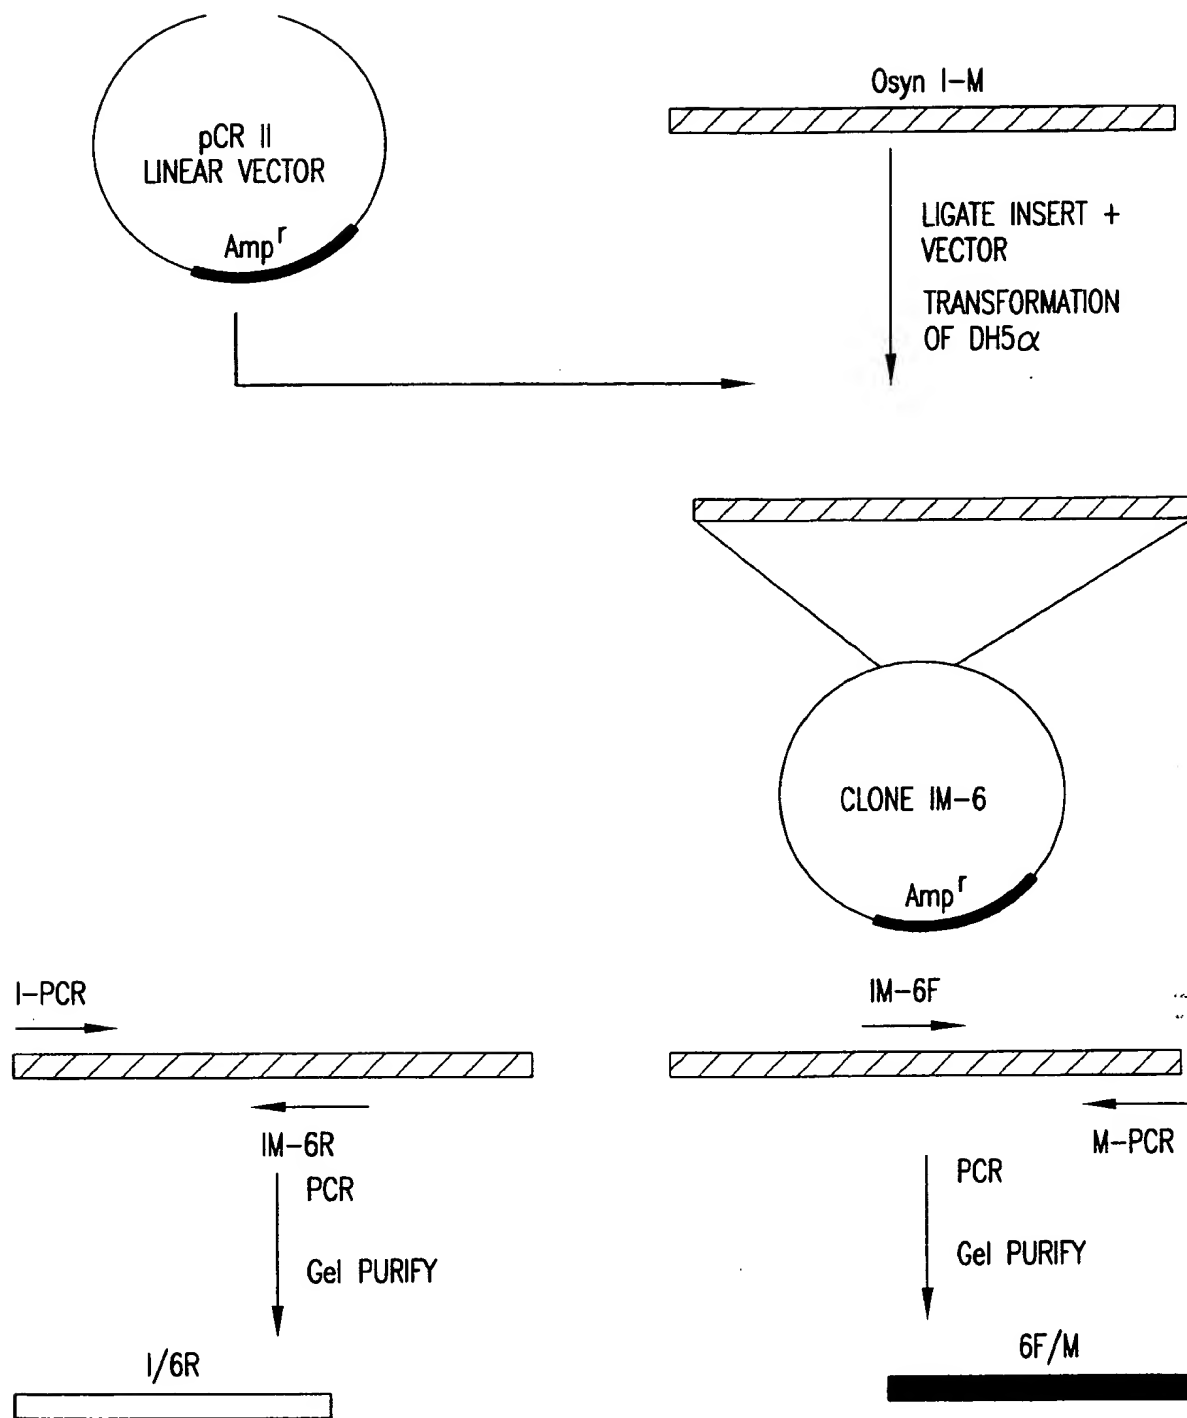 pCR II
LINEAR VECTOR
Amp r
Osyn I-M
LIGATE INSERT +
VECTOR
TRANSFORMATION
OF DH5α
CLONE IM-6
Amp r
I-PCR
IM-6R
PCR
Gel PURIFY
I/6R
IM-6F
M-PCR
PCR
Gel PURIFY
6F/M